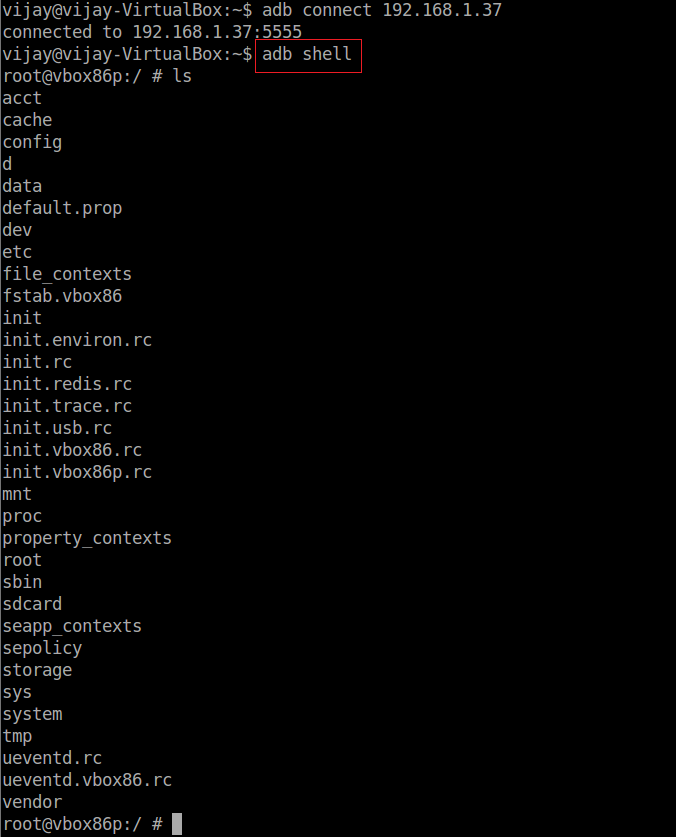 vijay@vijay-VirtualBox:~$ adb connect 192.168.1.37
connected to 192.168.1.37:5555
vijay@vijay-VirtualBox:~$ adb shell
root@vbox86p:/ # ls
acct
cache
config
d
data
default.prop
dev
etc
file_contexts
fstab.vbox86
init
init.environ.rc
init.rc
init.redis.rc
init.trace.rc
init.usb.rc
init.vbox86.rc
init.vbox86p.rc
mnt
proc
property_contexts
root
sbin
sdcard
seapp_contexts
sepolicy
storage
sys
system
tmp
ueventd.rc
ueventd.vbox86.rc
vendor
root@vbox86p:/ #